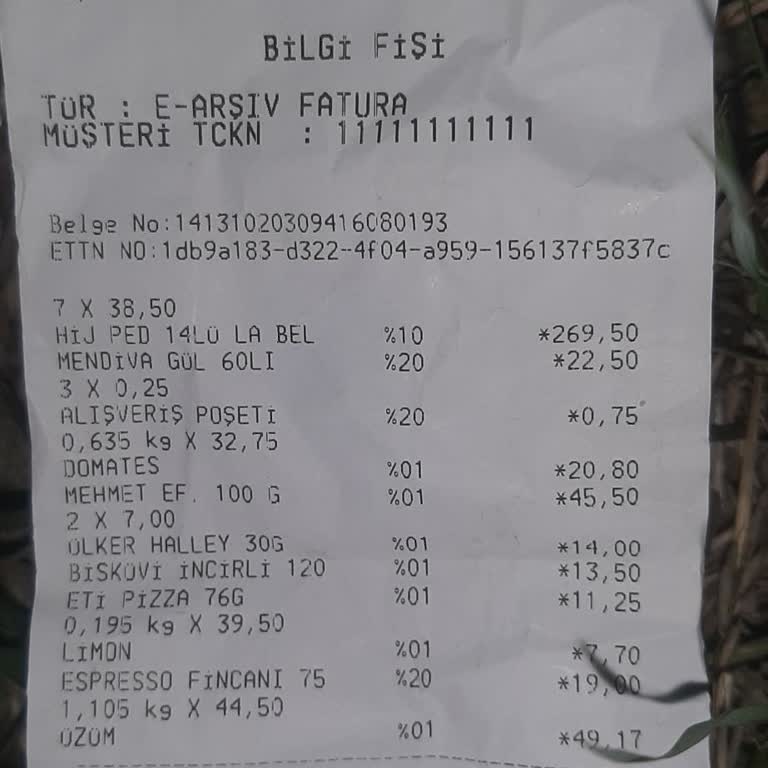 BİLGİ FİŞİ
TÜR : E-ARŞİV FATURA
MÜŞTERİ TCKN : 11111111111
Belge No:14131020309416080193
ETTN NO:1db9a183-d322-4f04-a959-156137f5837c
7 X 38,50
HİJ PED 14LÜ LA BEL %10 *269,50
MENDİVA GÜL 60LI %20 *22,50
3 X 0,25
ALIŞVERİŞ POŞETİ %20 *0,75
0,635 kg X 32,75
DOMATES %01 *20,80
MEHMET EF. 100 G %01 *45,50
2 X 7,00
ÜLKER HALLEY 30G %01 *14,00
BİSKÜVİ İNCİRLİ 120 %01 *13,50
ETİ PİZZA 76G %01 *11,25
0,195 kg X 39,50
LİMON %01 *7,70
ESPRESSO FİNCANI 75 %20 *19,00
1,105 kg X 44,50
ÜZÜM %01 *49,17